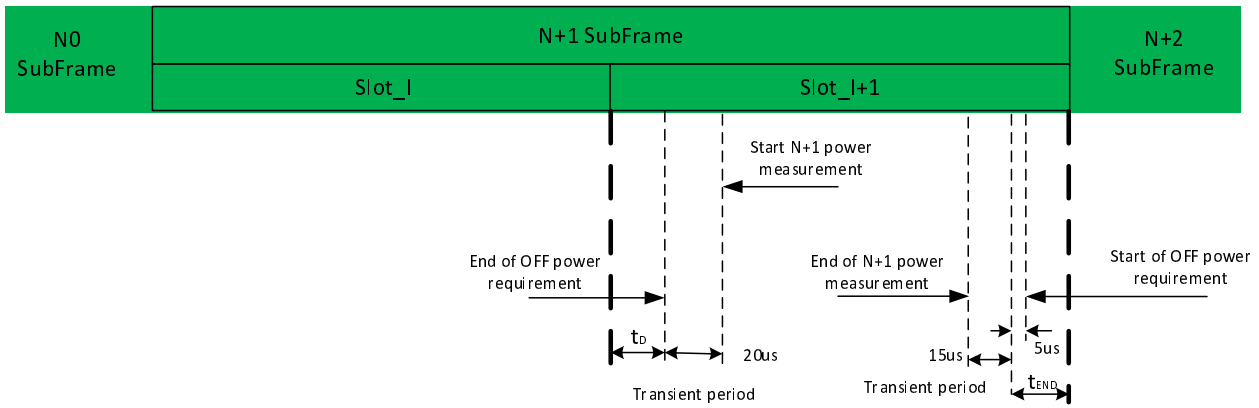 N0
SubFrame
N+1 SubFrame
N+2
SubFrame
Slot_I
Slot_I+1
Start N+1 power
measurement
End of OFF power
requirement
End of N+1 power
measurement
Start of OFF power
requirement
tD
20us
15us
5us
Transient period
Transient period
tEND